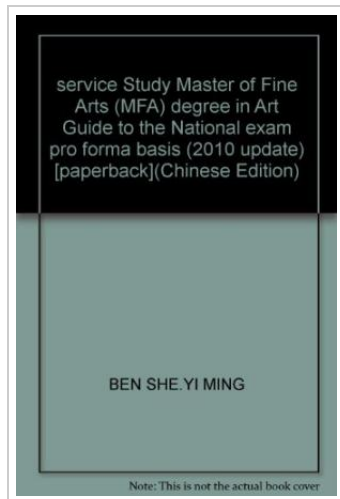 service Study Master of Fine
Arts (MFA) degree in Art
Guide to the National exam
pro forma basis (2010 update)
[paperback](Chinese Edition)
BEN SHE.YI MING
Note: This is not the actual book cover